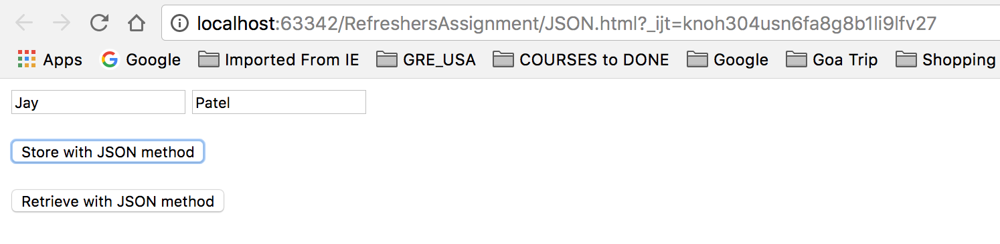 localhost:63342/RefreshersAssignment/JSON.html?_ijt=knoh304usn6fa8g8b1li9lfv27
Apps Google Imported From IE GRE_USA COURSES to DONE Google Goa Trip Shopping
Jay Patel
Store with JSON method
Retrieve with JSON method